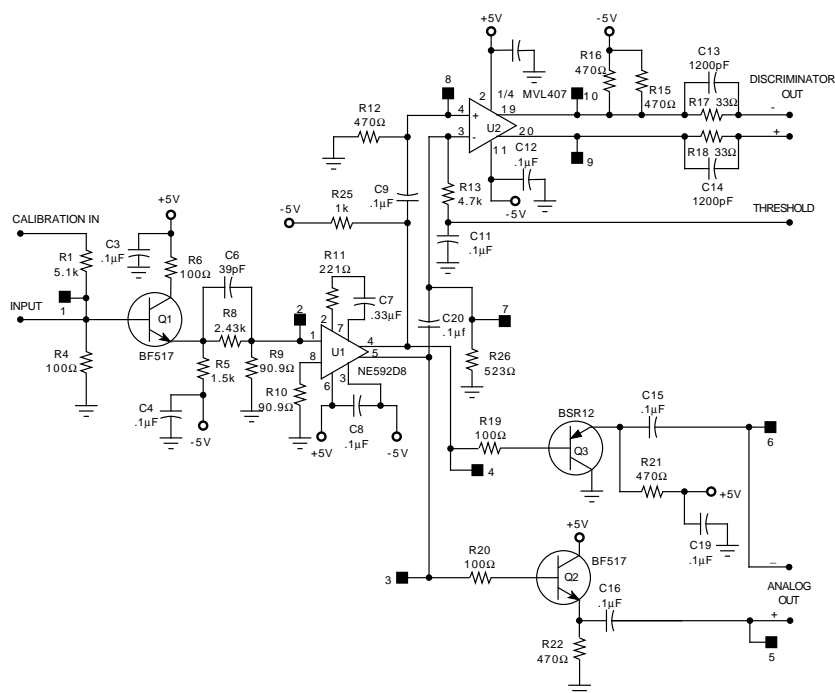 +5V
-5V
C13
1200pF
8
2
1/4
MVL407
R16
470Ω
R15
470Ω
DISCRIMINATOR
OUT
R12
470Ω
4
+
19
10
R17
33Ω
-
3
-
U2
20
+
11
C12
.1µF
9
R18
33Ω
C14
1200pF
C9
.1µF
R13
4.7k
-5V
R25
1k
-5V
THRESHOLD
CALIBRATION IN
+5V
C11
.1µF
R1
5.1k
C3
.1µF
R6
100Ω
C6
39pF
R11
221Ω
C7
.33µF
INPUT
1
Q1
R8
2.43k
2
2
7
C20
.1µf
7
BF517
1
8
U1
4
5
NE592D8
R4
100Ω
R5
1.5k
R9
90.9Ω
R10
90.9Ω
6
3
R26
523Ω
C4
.1µF
-5V
+5V
C8
.1µF
-5V
R19
100Ω
BSR12
C15
.1µF
6
4
Q3
R21
470Ω
+5V
C19
.1µF
+5V
R20
100Ω
BF517
3
Q2
C16
.1µF
–
ANALOG
OUT
+
R22
470Ω
5